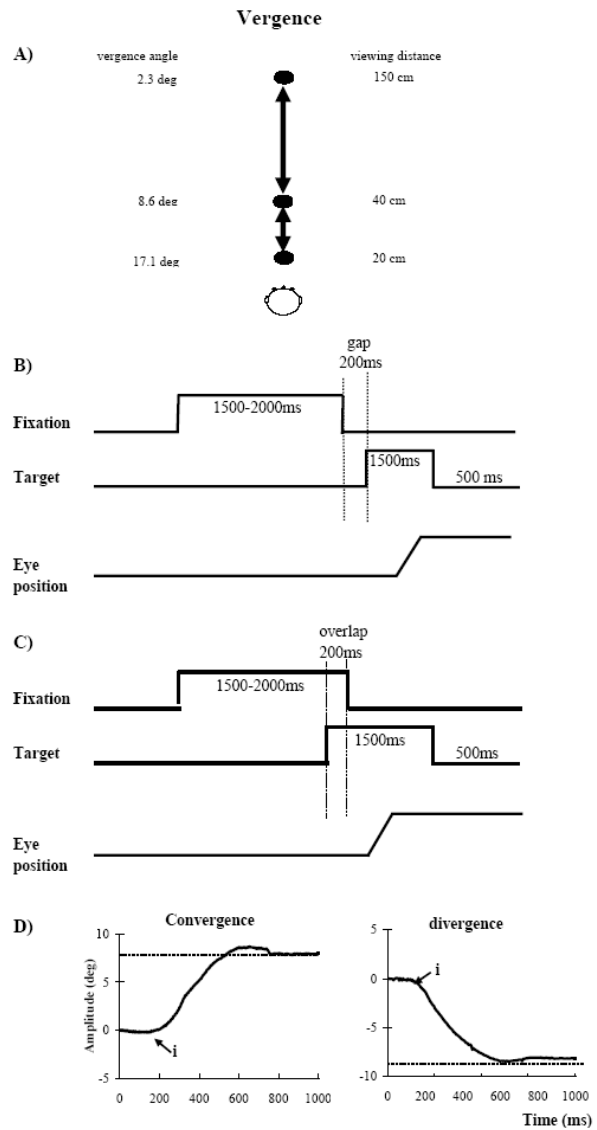 Vergence
A) vergence angle viewing distance
2.3 deg 150 cm
8.6 deg 40 cm
17.1 deg 20 cm
B) gap
200ms
Fixation 1500-2000ms
Target 1500ms 500 ms
Eye
position
C) overlap
200ms
Fixation 1500-2000ms
Target 1500ms 500ms
Eye
position
D) Convergence divergence
Amplitude (deg)
10
5
0
-5
i
0 200 400 600 800 1000
5
0
-5
-10
i
0 200 400 600 800 1000
Time (ms)